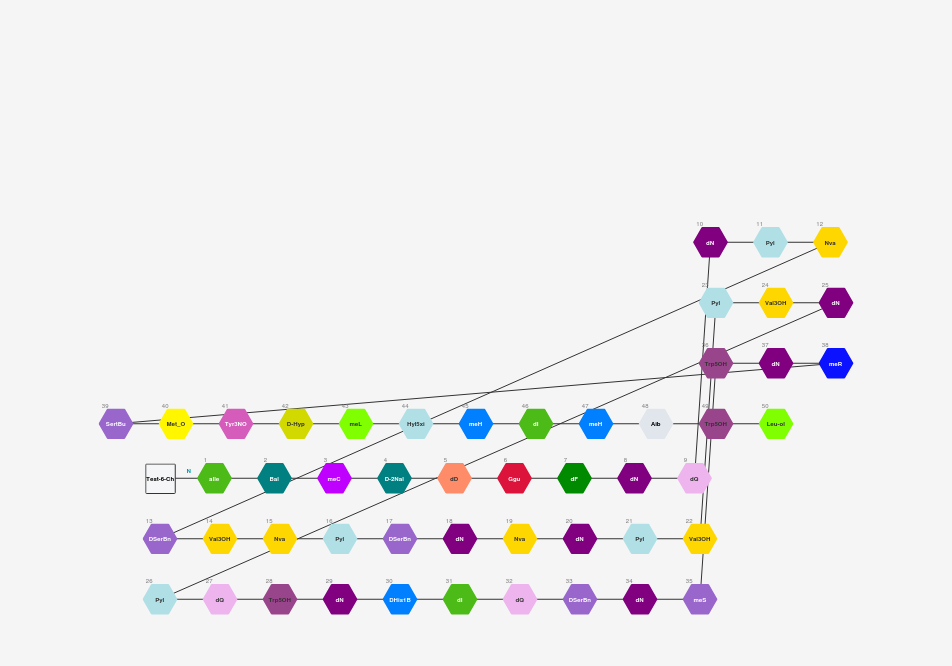 10 11 12
dN Pyl Nva
23 24 25
Pyl Val3OH dN
36 37 38
Trp5OH dN meR
39 40 41 42 43 44 45 46 47 48 49 50
SertBu Met_O Tyr3NO D-Hyp meL Hyl5xi meH dI meH Aib Trp5OH Leu-ol
N 1 2 3 4 5 6 7 8 9
Test-6-Ch aIle Bal meC D-2Nal dD Ggu dF dN dQ
13 14 15 16 17 18 19 20 21 22
DSerBn Val3OH Nva Pyl DSerBn dN Nva dN Pyl Val3OH
26 27 28 29 30 31 32 33 34 35
Pyl dQ Trp5OH dN DHis1B dI dQ DSerBn dN meS